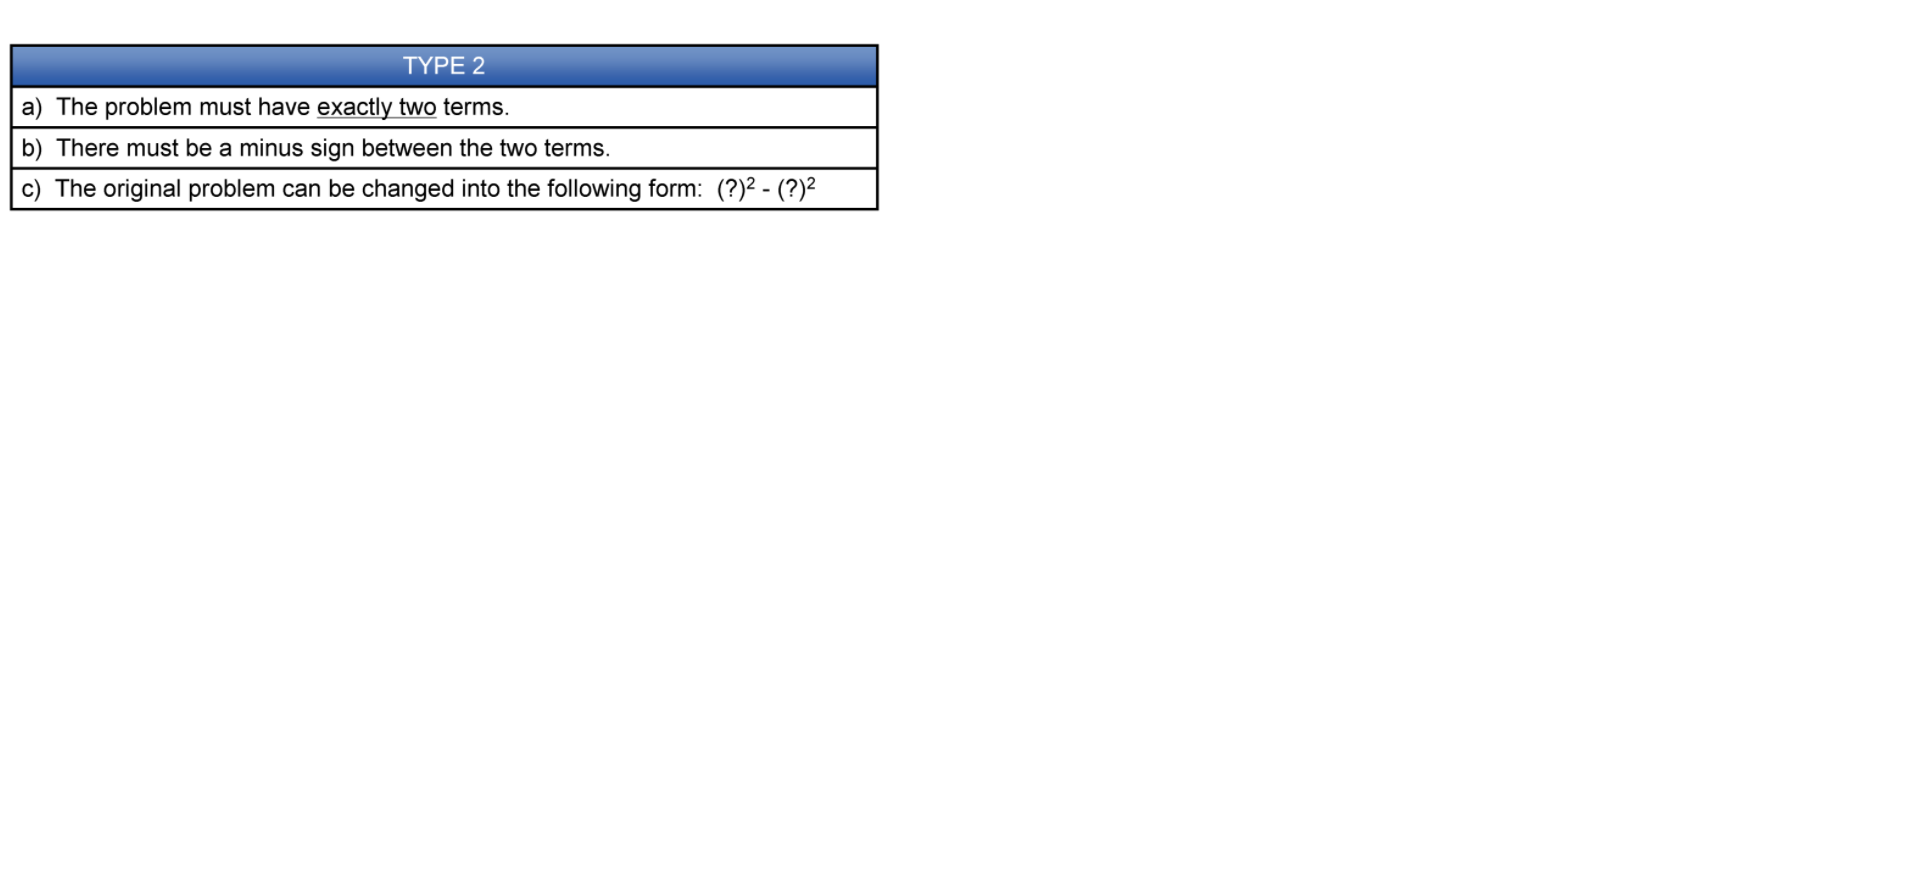 TYPE 2
a) The problem must have exactly two terms.
b) There must be a minus sign between the two terms.
c) The original problem can be changed into the following form: (?)² - (?)²